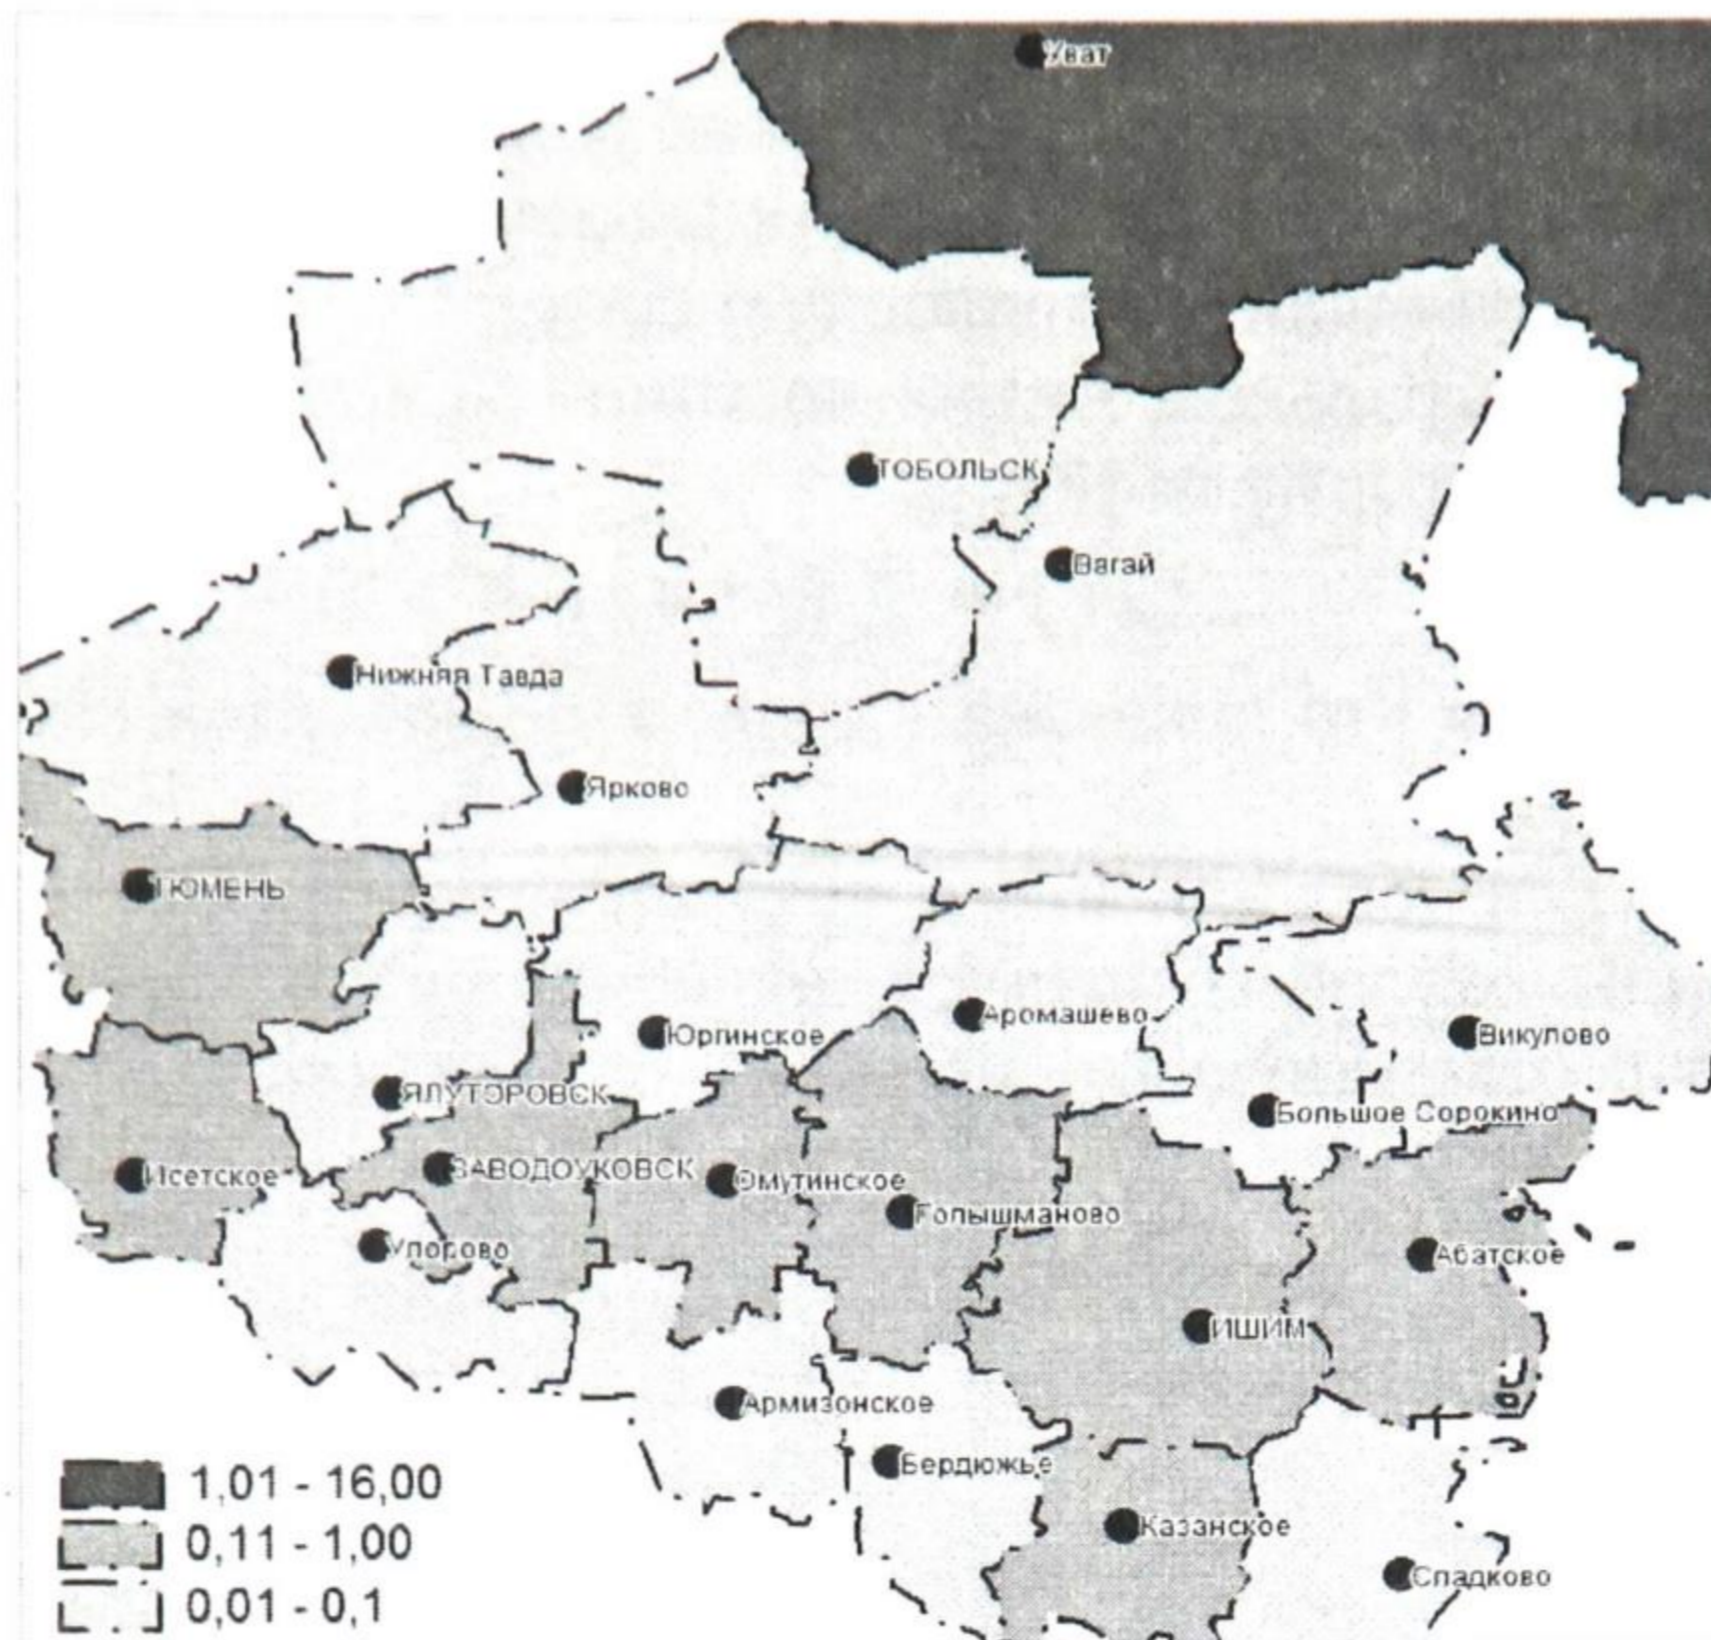 Уват
ТОБОЛЬСК
Вагай
Нижняя Тавда
Ярково
ТЮМЕНЬ
Аромашево
Юргинское
Викулово
ЯЛУТОРОВСК
Большое Сорокино
ЗАВОДОУКОВСК
Исетское
Омутинское
Голышманово
Упорово
Абатское
ИШИМ
Армизонское
Бердюжье
1,01 - 16,00
Казанское
0,11 - 1,00
Сладково
0,01 - 0,1